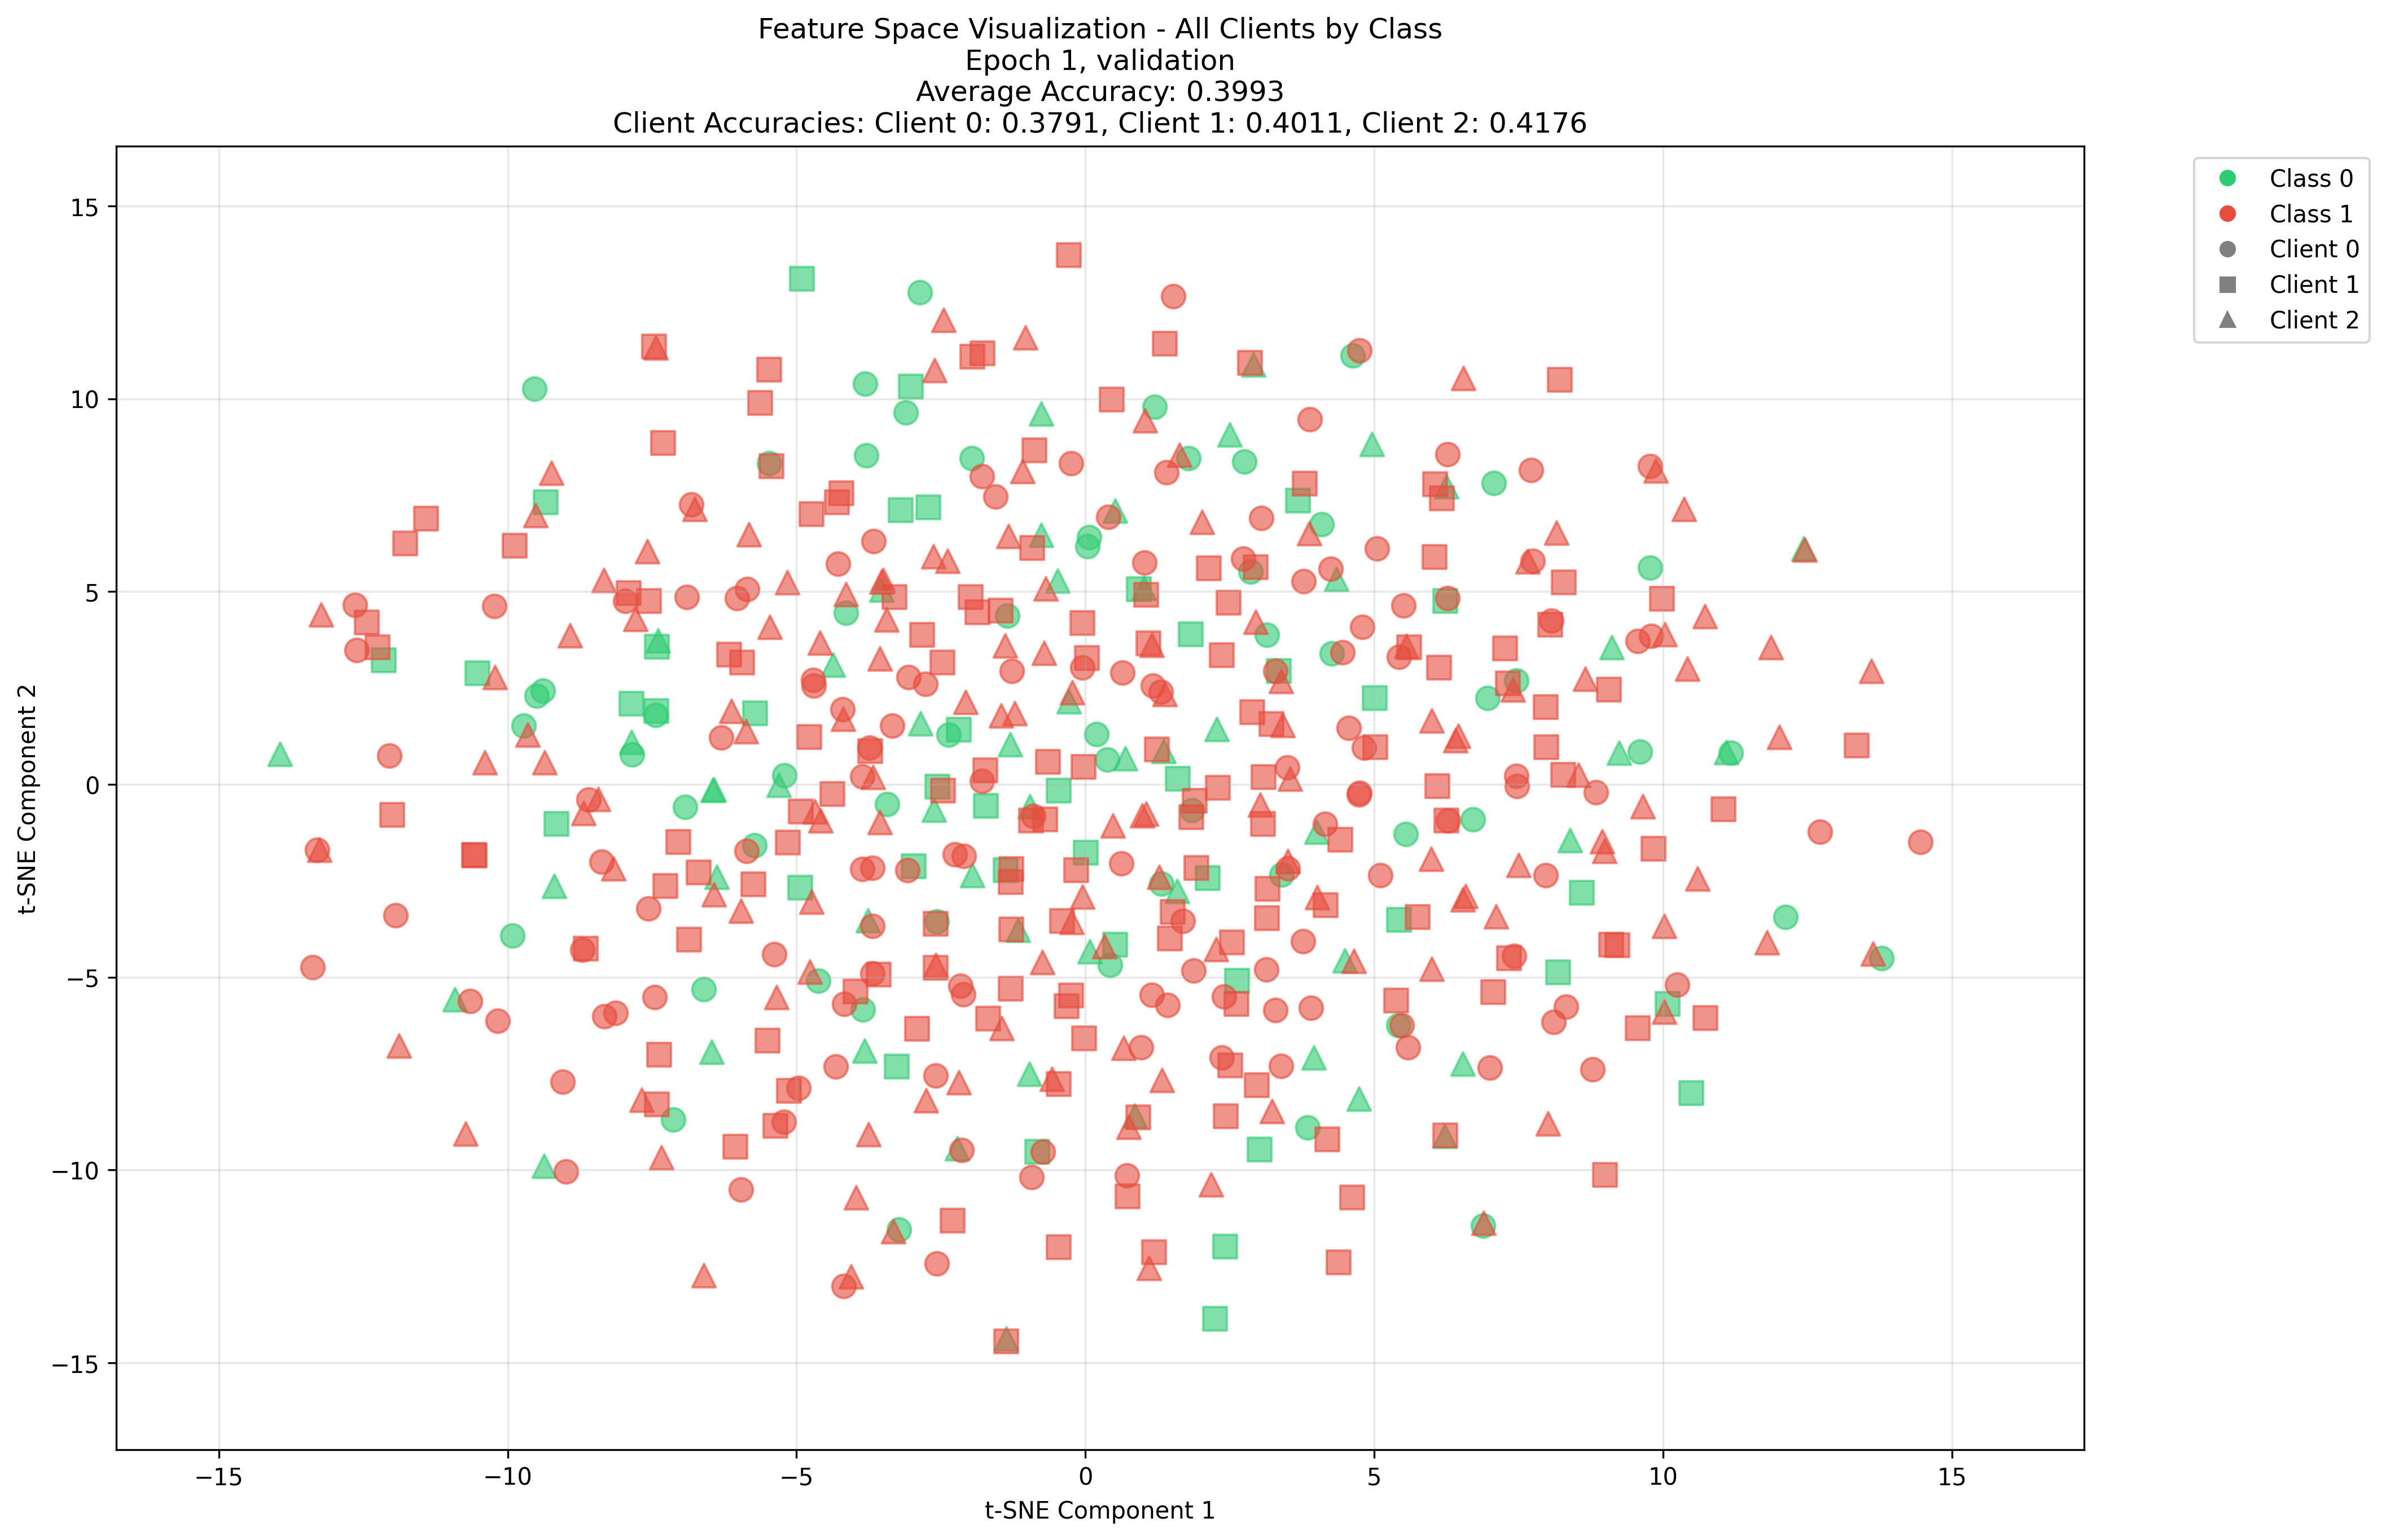 Feature Space Visualization - All Clients by Class
Epoch 1, validation
Average Accuracy: 0.3993
Client Accuracies: Client 0: 0.3791, Client 1: 0.4011, Client 2: 0.4176
Class 0
Class 1
Client 0
Client 1
Client 2
t-SNE Component 2
15
10
5
0
−5
−10
−15
−15
−10
−5
0
5
10
15
t-SNE Component 1